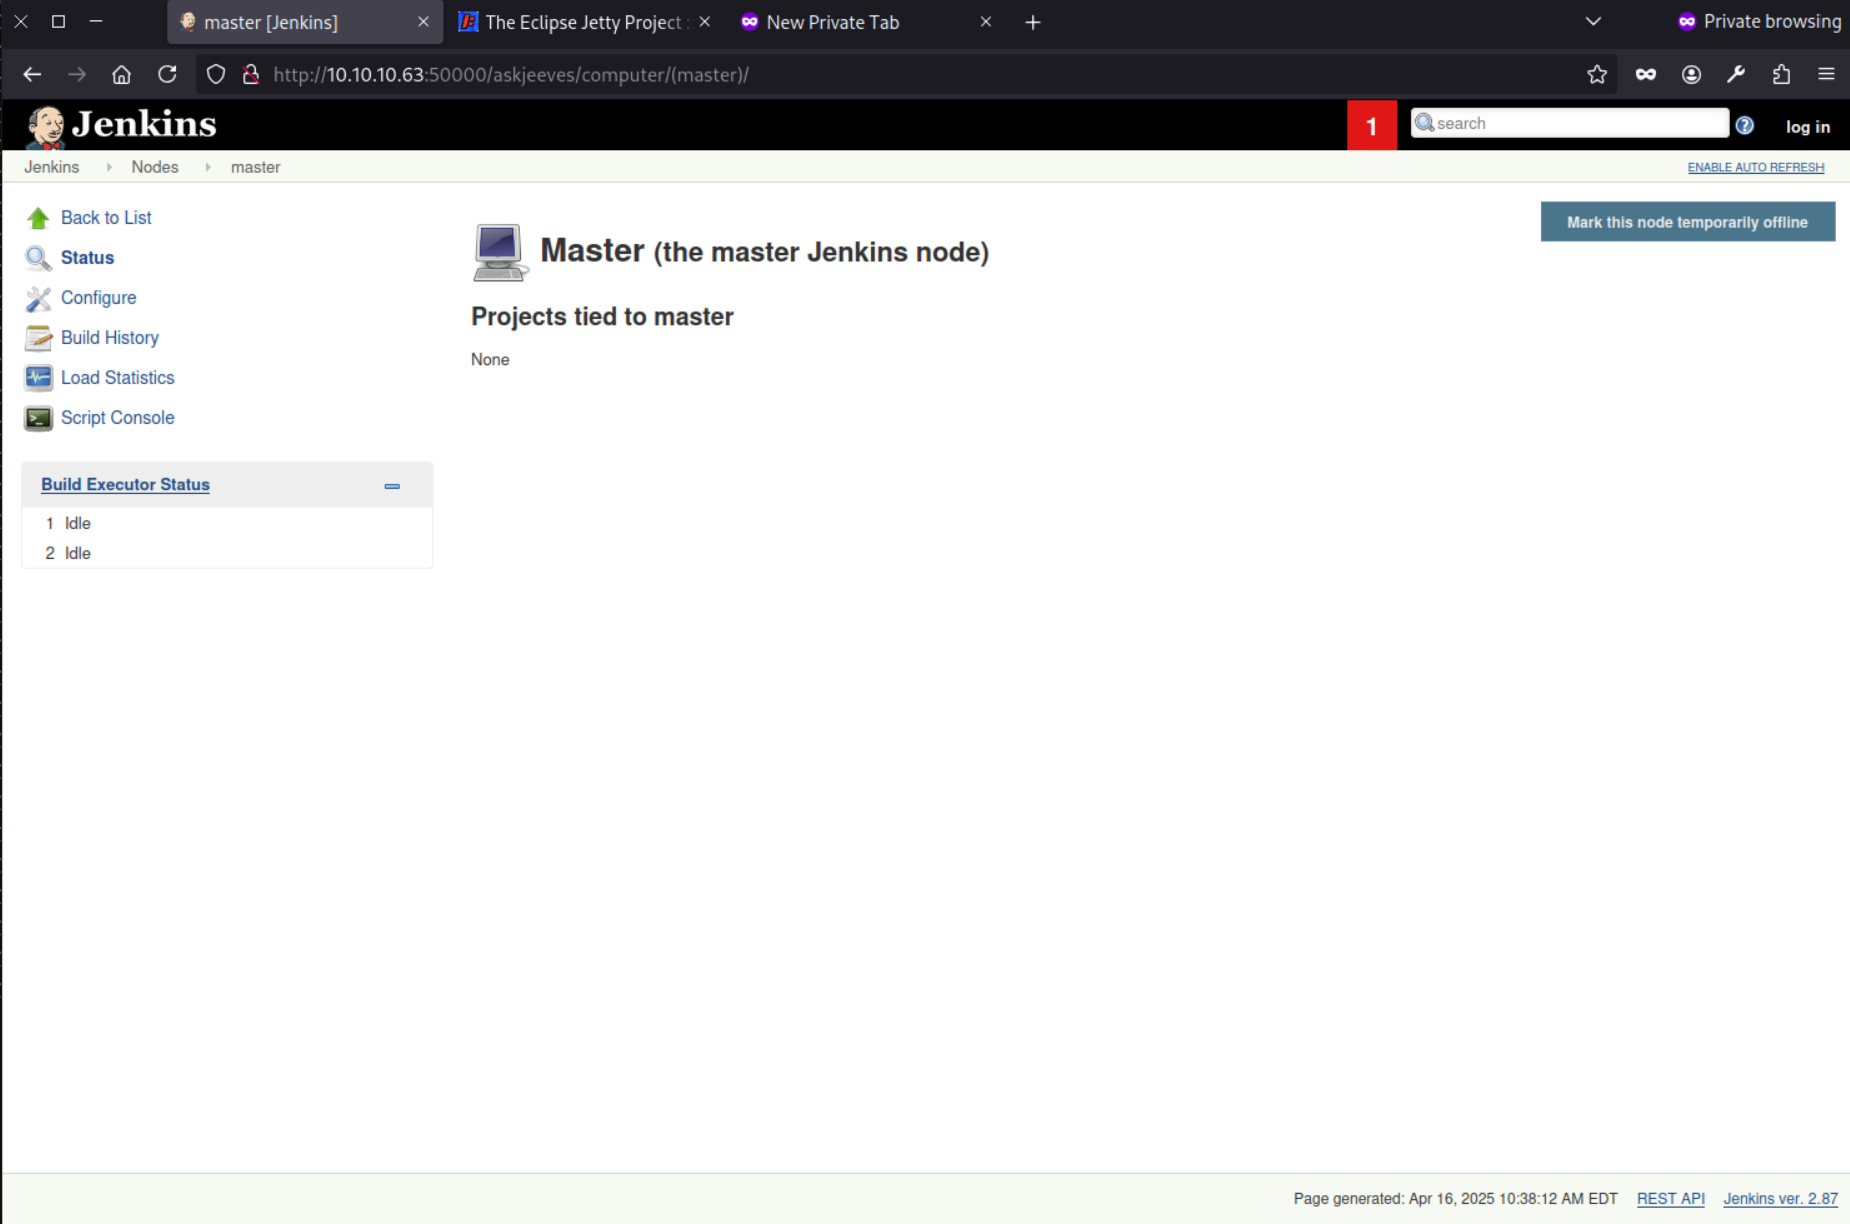 master [Jenkins]
The Eclipse Jetty Project :
New Private Tab
Private browsing
http://10.10.10.63:50000/askjeeves/computer/(master)/
Jenkins
1
search
log in
Jenkins
Nodes
master
ENABLE AUTO REFRESH
Back to List
Status
Configure
Build History
Load Statistics
Script Console
Build Executor Status
1 Idle
2 Idle
Mark this node temporarily offline
Master (the master Jenkins node)
Projects tied to master
None
Page generated: Apr 16, 2025 10:38:12 AM EDT
REST API
Jenkins ver. 2.87